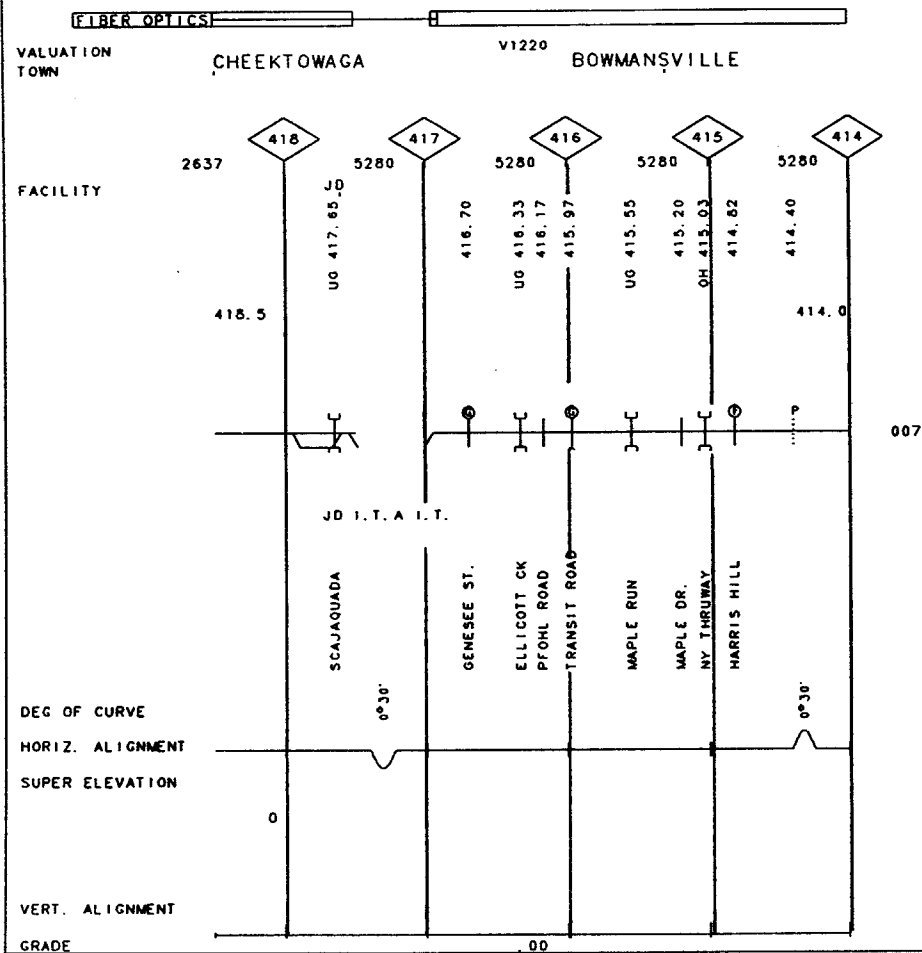 FIBER OPTICS
VALUATION V1220
TOWN CHEEKTOWAGA BOWMANSVILLE
418 417 416 415 414
2637 5280 5280 5280 5280
FACILITY
JD
UG 417.65
416.70
UG 416.33
416.17
415.97
UG 415.55
415.20
OH 415.03
414.82
414.40
418.5 414.0
G G P
007
JD I.T.A I.T.
SCAJAQUADA
GENESEE ST.
ELLICOTT CK
PFOHL ROAD
TRANSIT ROAD
MAPLE RUN
MAPLE DR.
NY THRUWAY
HARRIS HILL
DEG OF CURVE 0°30' 0°30'
HORIZ. ALIGNMENT
SUPER ELEVATION
0
VERT. ALIGNMENT
GRADE .00